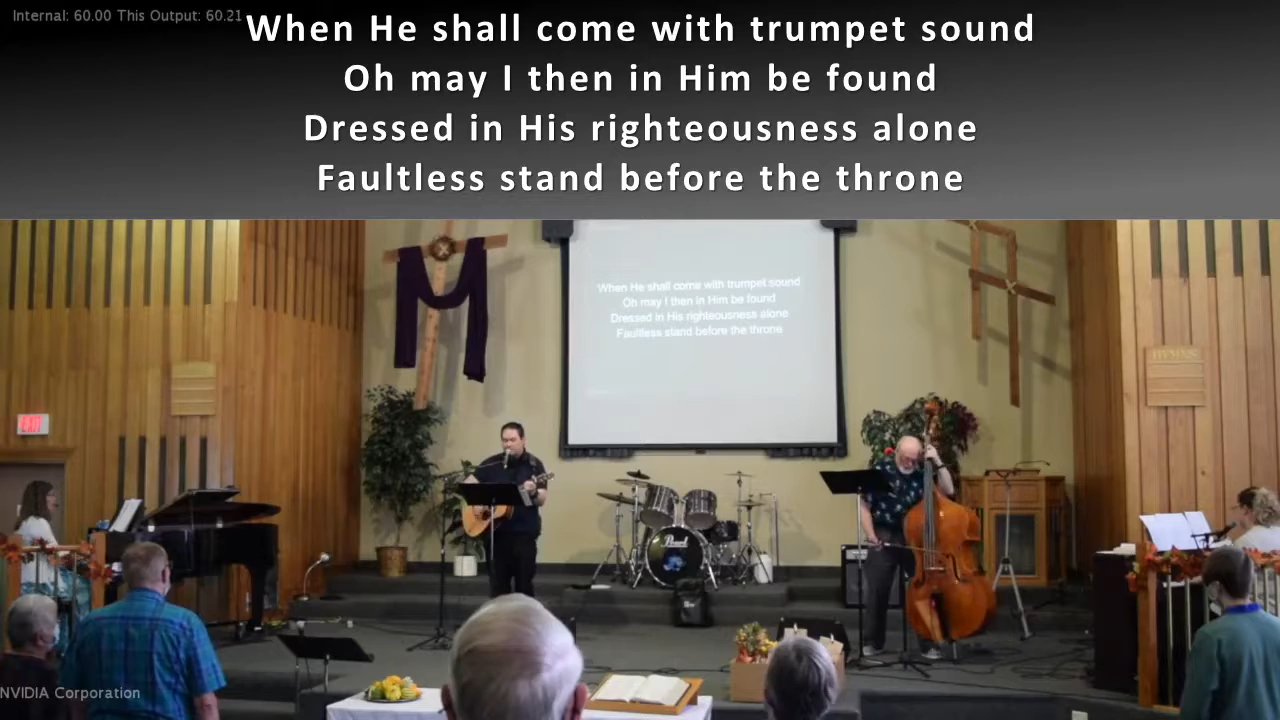 Internal: 60.00 This Output: 60.21
When He shall come with trumpet sound
Oh may I then in Him be found
Dressed in His righteousness alone
Faultless stand before the throne
When He shall come with trumpet sound
Oh may I then in Him be found
Dressed in His righteousness alone
Faultless stand before the throne
HYMNS
EXIT
Pearl
NVIDIA Corporation